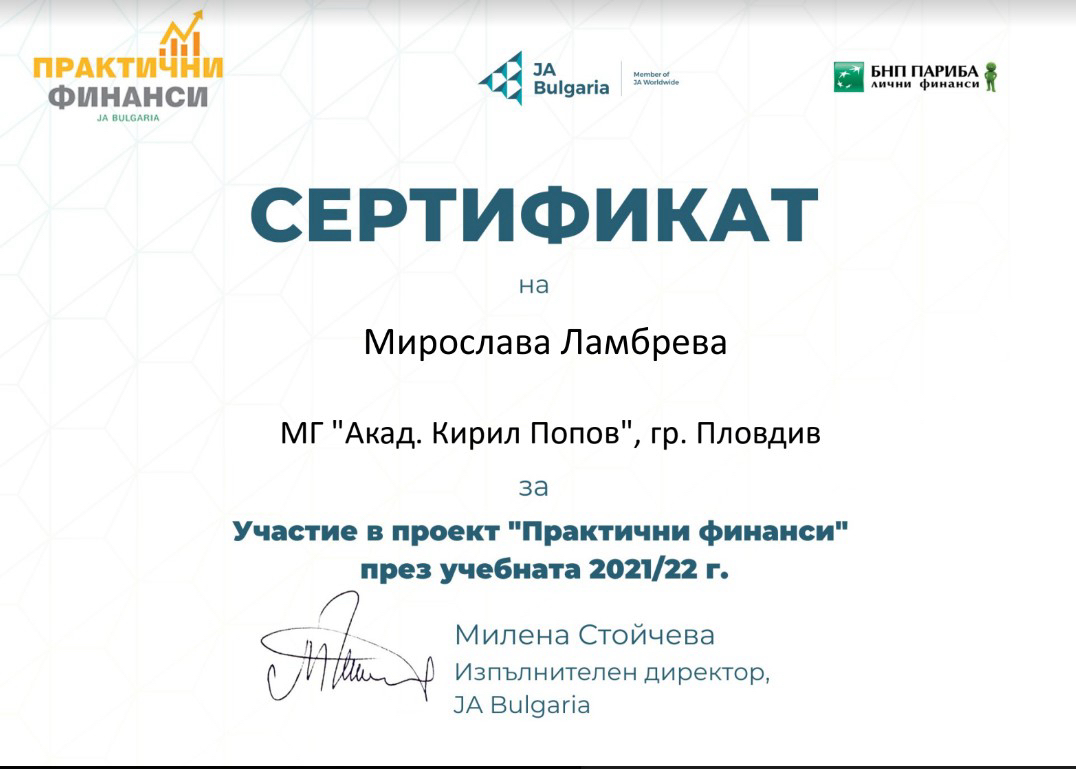 ПРАКТИЧНИ
ФИНАНСИ
JA BULGARIA
JA
Bulgaria
Member of
JA Worldwide
БНП ПАРИБА
лични финанси
СЕРТИФИКАТ
на
Мирослава Ламбрева
МГ "Акад. Кирил Попов", гр. Пловдив
за
Участие в проект "Практични финанси"
през учебната 2021/22 г.
Милена Стойчева
Изпълнителен директор,
JA Bulgaria